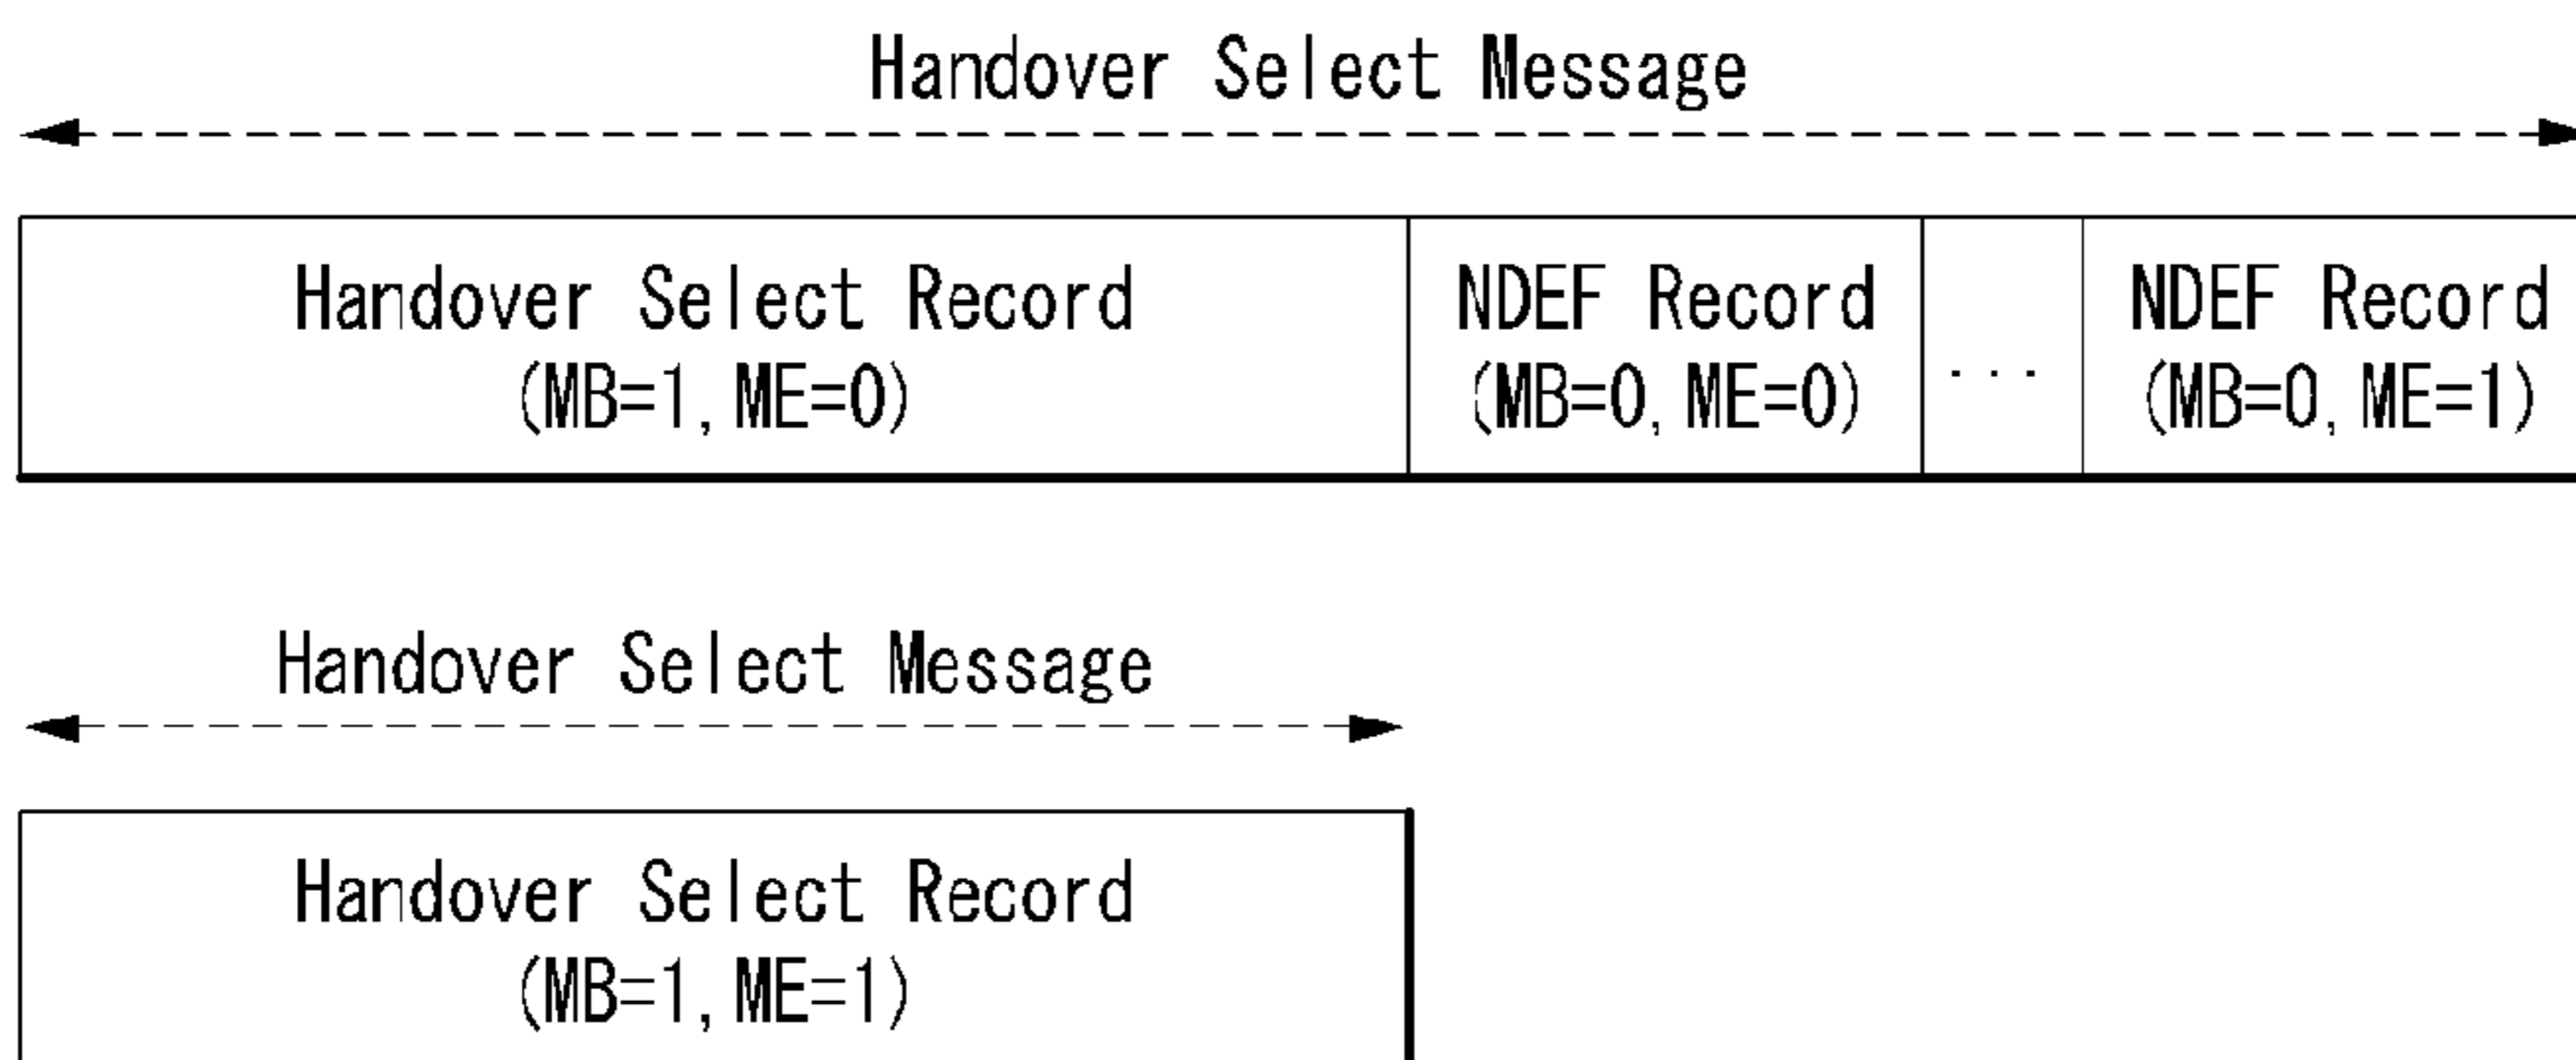 Handover Select Message
Handover Select Record
(MB=1, ME=0)
NDEF Record
(MB=0, ME=0)
...
NDEF Record
(MB=0, ME=1)
Handover Select Message
Handover Select Record
(MB=1, ME=1)